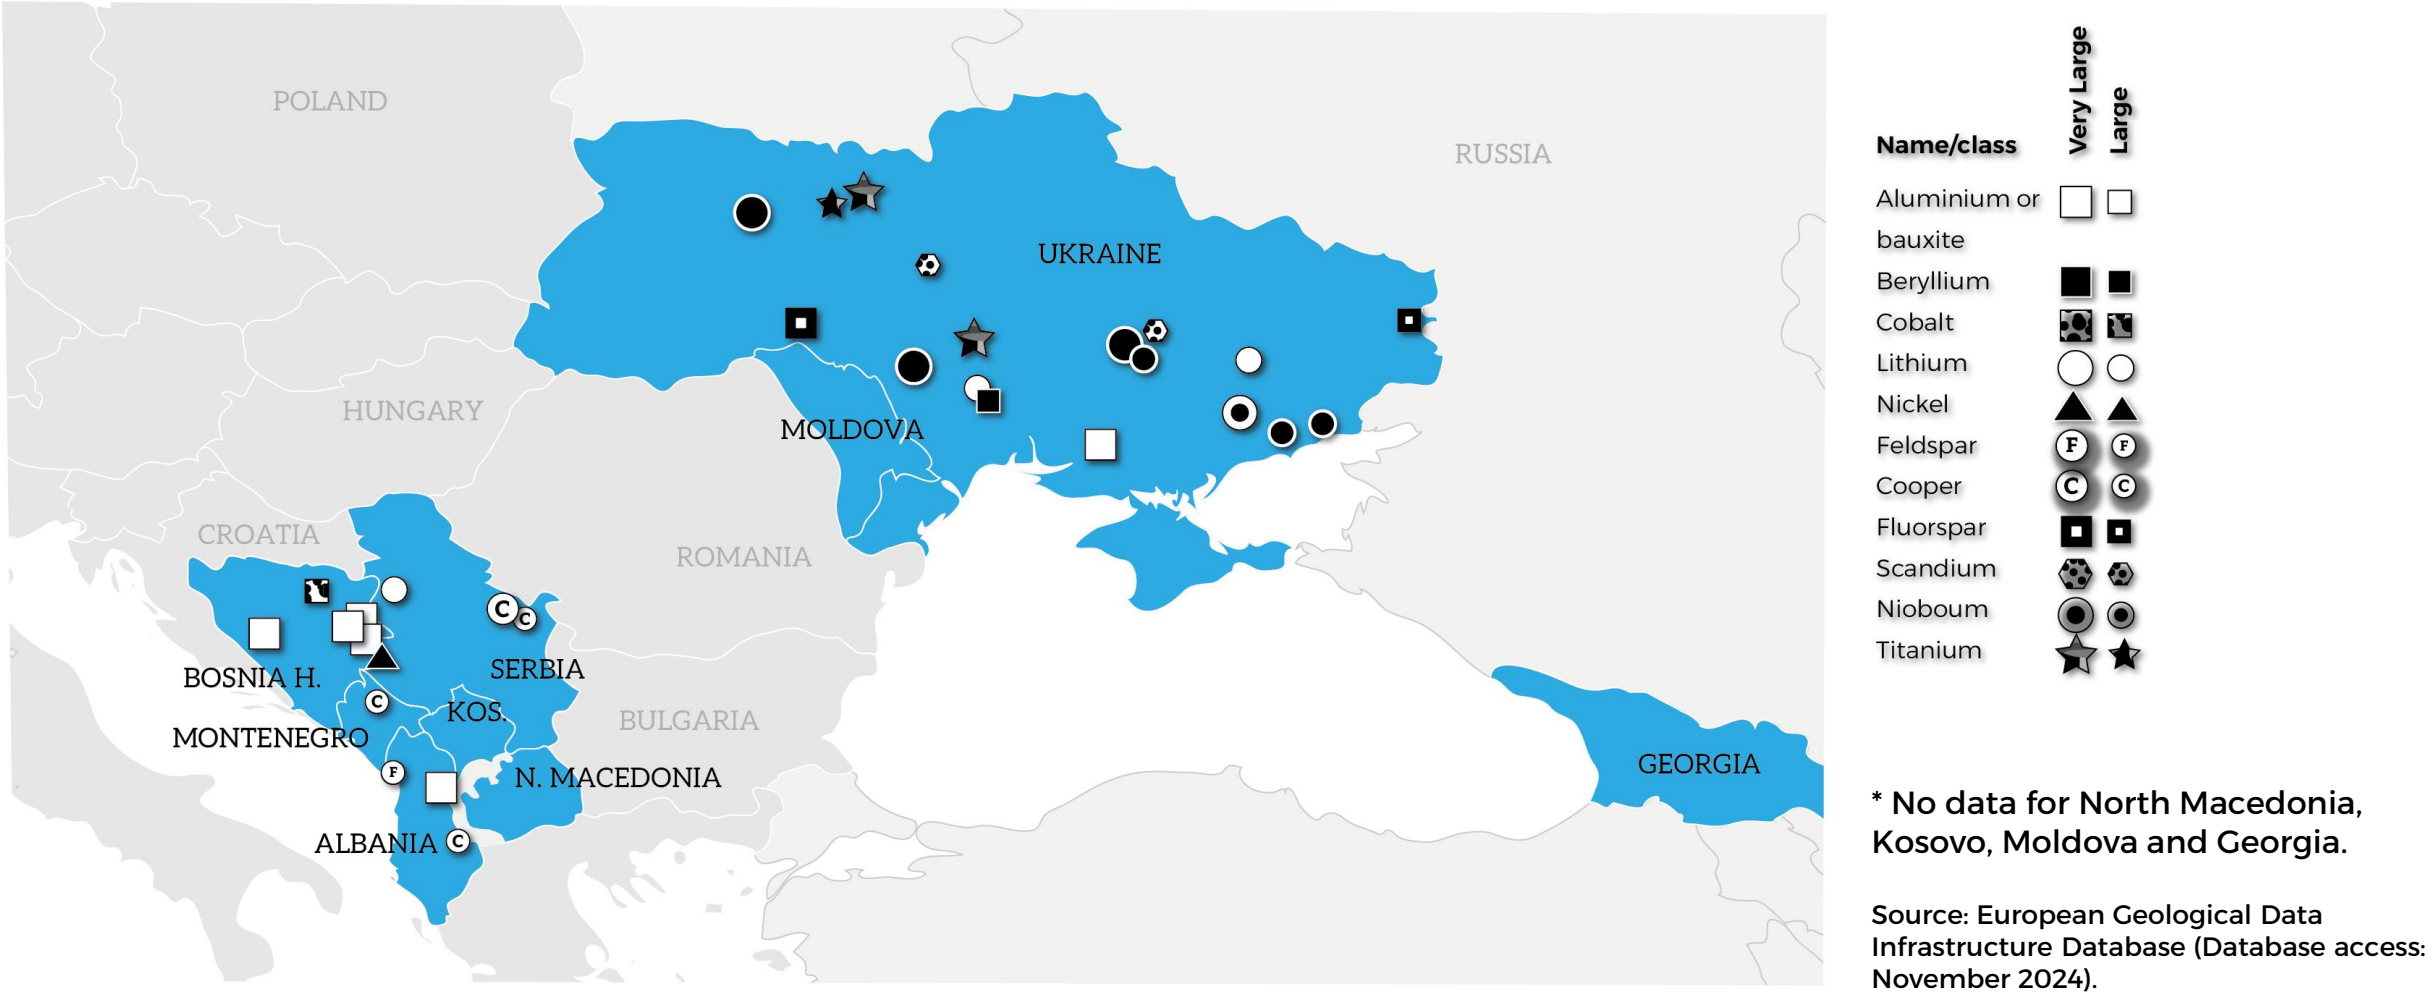 POLAND
RUSSIA
UKRAINE
HUNGARY
MOLDOVA
CROATIA
ROMANIA
BOSNIA H.
SERBIA
KOS.
MONTENEGRO
BULGARIA
N. MACEDONIA
ALBANIA
GEORGIA
C
C
C
F
C
Very Large
Large
Name/class
Aluminium or
bauxite
Beryllium
Cobalt
Lithium
Nickel
Feldspar F F
Cooper C C
Fluorspar
Scandium
Nioboum
Titanium
* No data for North Macedonia,
Kosovo, Moldova and Georgia.
Source: European Geological Data
Infrastructure Database (Database access:
November 2024).